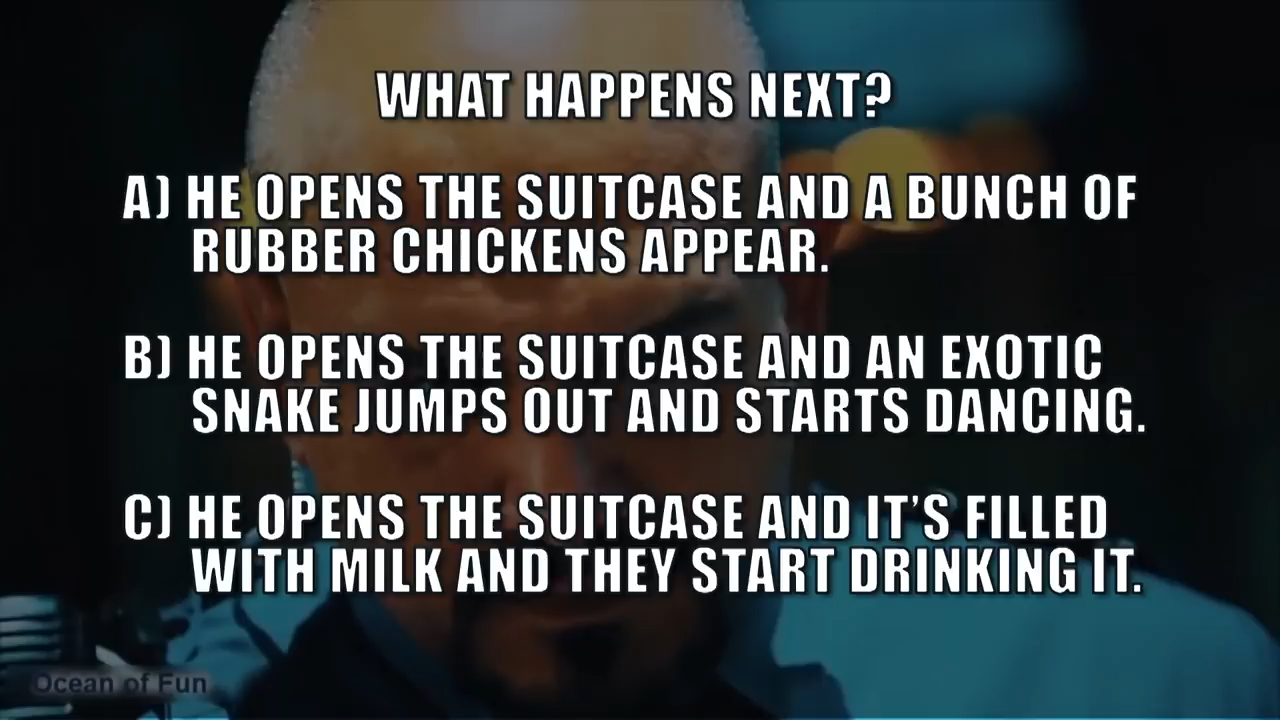 WHAT HAPPENS NEXT?
A) HE OPENS THE SUITCASE AND A BUNCH OF
RUBBER CHICKENS APPEAR.
B) HE OPENS THE SUITCASE AND AN EXOTIC
SNAKE JUMPS OUT AND STARTS DANCING.
C) HE OPENS THE SUITCASE AND IT'S FILLED
WITH MILK AND THEY START DRINKING IT.
Ocean of Fun